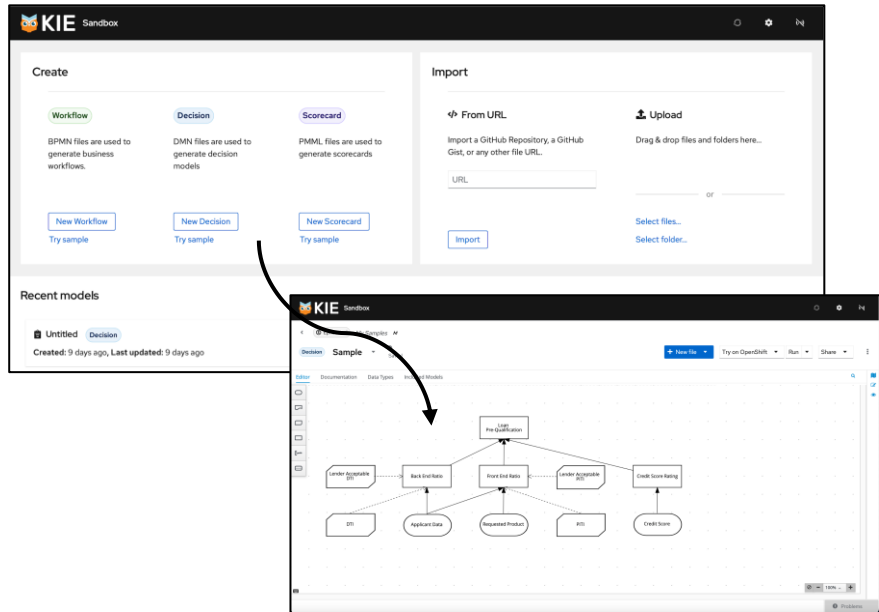 KIE Sandbox
Create
Import
Workflow
Decision
Scorecard
</> From URL
Upload
BPMN files are used to
generate business
workflows.
DMN files are used to
generate decision
models
PMML files are used to
generate scorecards
Import a GitHub Repository, a GitHub
Gist, or any other file URL.
Drag & drop files and folders here...
URL
or
New Workflow
New Decision
New Scorecard
Select files...
Try sample
Try sample
Try sample
Import
Select folder...
Recent models
Untitled Decision
Created: 9 days ago, Last updated: 9 days ago
KIE Sandbox
Samples
Decision Sample
+ New file
Try on OpenShift
Run
Share
Editor
Documentation
Data Types
Included Models
Loan
Pre-Qualification
Lender Acceptable
DTI
Back End Ratio
Front End Ratio
Lender Acceptable
PITI
Credit Score Rating
DTI
Applicant Data
Requested Product
PITI
Credit Score
100%
Problems